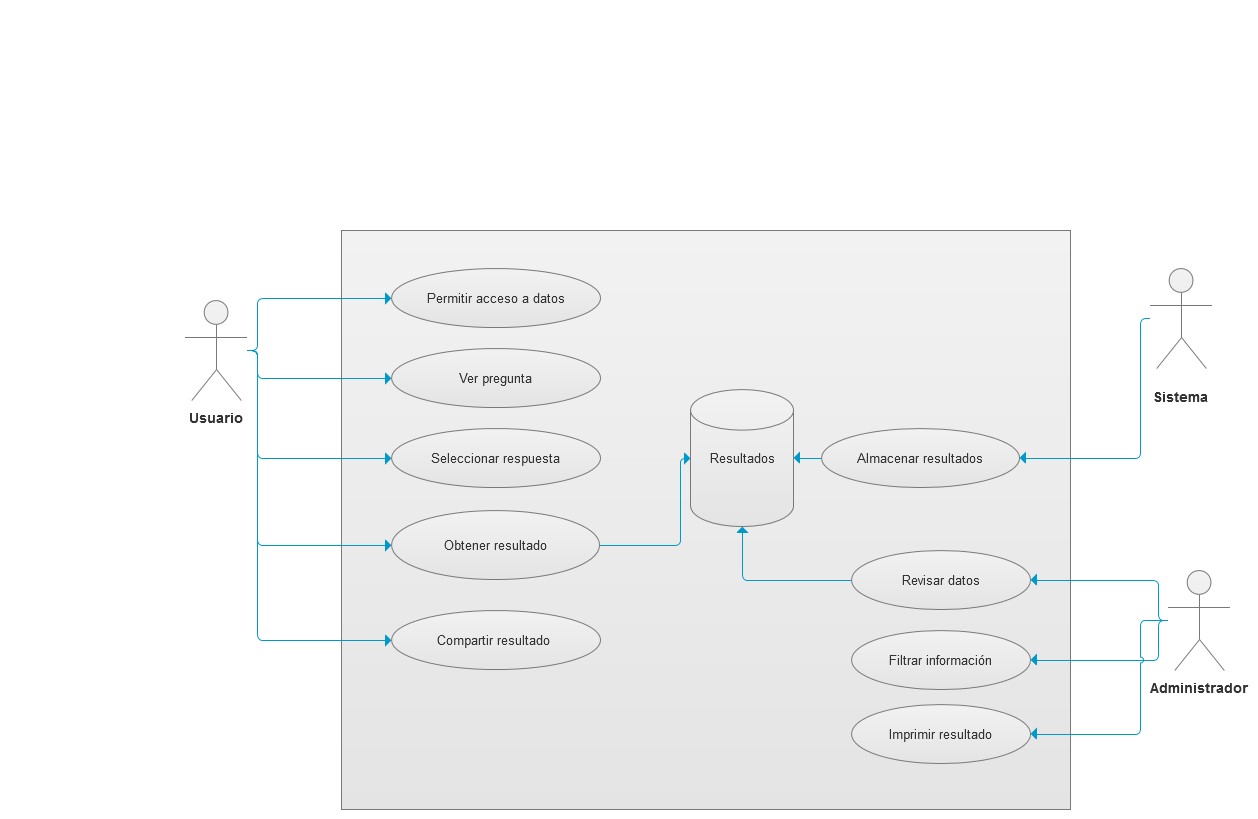 Permitir acceso a datos
Ver pregunta
Usuario
Seleccionar respuesta
Obtener resultado
Compartir resultado
Resultados
Almacenar resultados
Sistema
Revisar datos
Filtrar información
Imprimir resultado
Administrador